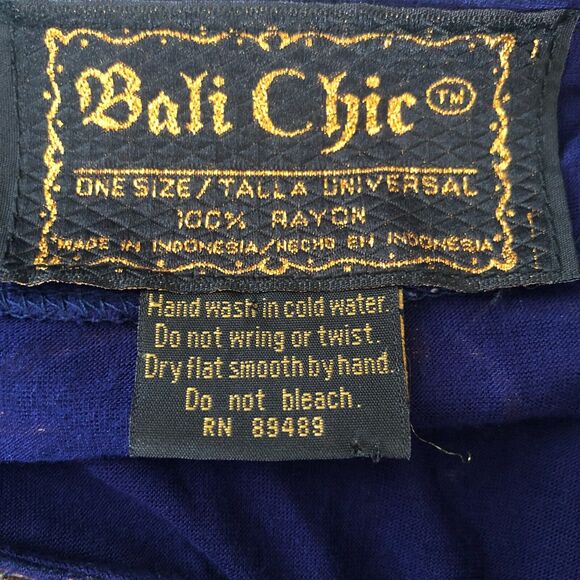 Bali Chic™
ONE SIZE/TALLA UNIVERSAL
100% RAYON
MADE IN INDONESIA/HECHO EN INDONESIA
Hand wash in cold water.
Do not wring or twist.
Dry flat smooth by hand.
Do not bleach.
RN 89489